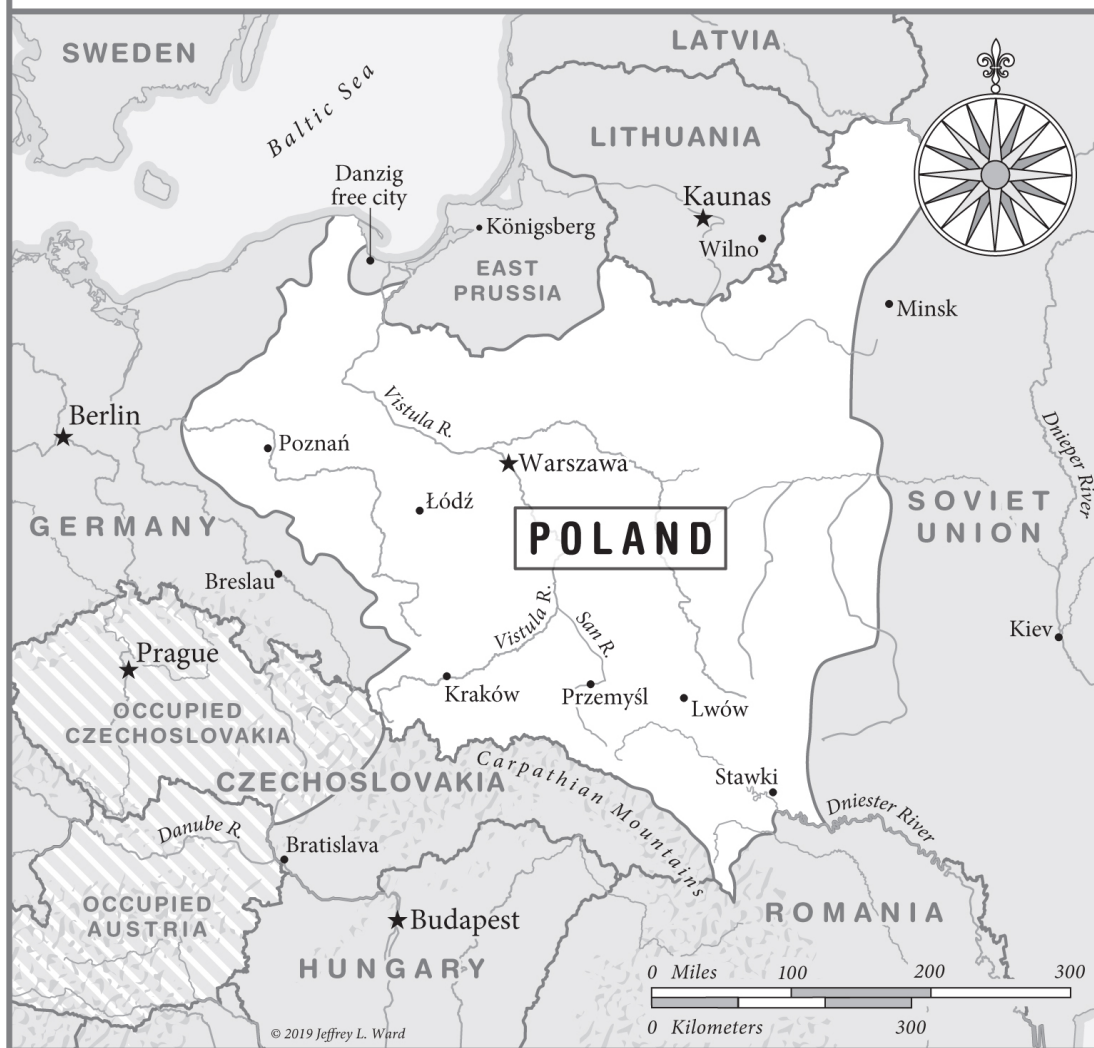 SWEDEN
LATVIA
Baltic Sea
LITHUANIA
Danzig
free city
Kaunas
Königsberg
Wilno
EAST
PRUSSIA
Minsk
Berlin
Vistula R.
Poznań
Warszawa
Dnieper River
Łódź
GERMANY
SOVIET
UNION
POLAND
Breslau
Vistula R.
San R.
Kiev
Prague
Kraków
Przemyśl
Lwów
OCCUPIED
CZECHOSLOVAKIA
CZECHOSLOVAKIA
Carpathian Mountains
Stawki
Danube R.
Dniester River
Bratislava
OCCUPIED
AUSTRIA
Budapest
ROMANIA
HUNGARY
0 Miles 100 200 300
0 Kilometers 300
© 2019 Jeffrey L. Ward